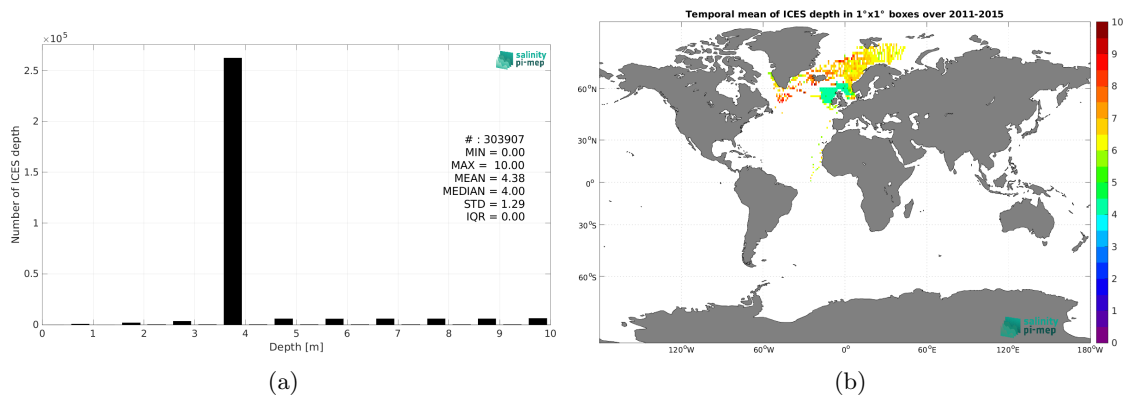 ×10⁵
2.5
2
1.5
1
0.5
0
Number of ICES depth
salinity
pi-mep
# : 303907
MIN = 0.00
MAX = 10.00
MEAN = 4.38
MEDIAN = 4.00
STD = 1.29
IQR = 0.00
0 1 2 3 4 5 6 7 8 9 10
Depth [m]
(a)
Temporal mean of ICES depth in 1°x1° boxes over 2011-2015
60°N
30°N
0°
30°S
60°S
120°W 60°W 0° 60°E 120°E 180°W
salinity
pi-mep
10
9
8
7
6
5
4
3
2
1
0
(b)